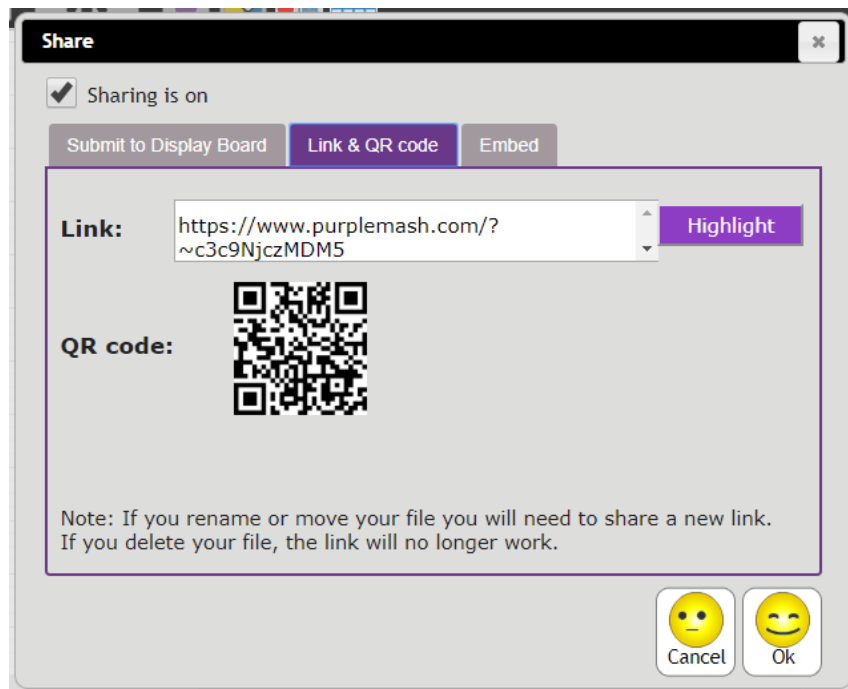 Share
Sharing is on
Submit to Display Board
Link & QR code
Embed
Link:
https://www.purplemash.com/?
~c3c9NjczMDM5
Highlight
QR code:
Note: If you rename or move your file you will need to share a new link.
If you delete your file, the link will no longer work.
Cancel
Ok